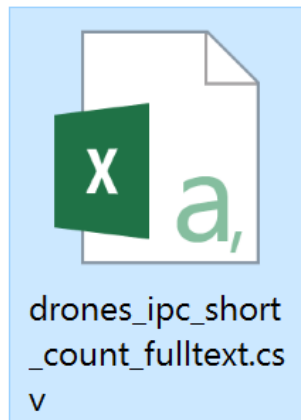 X
a,
drones_ipc_short
_count_fulltext.cs
v